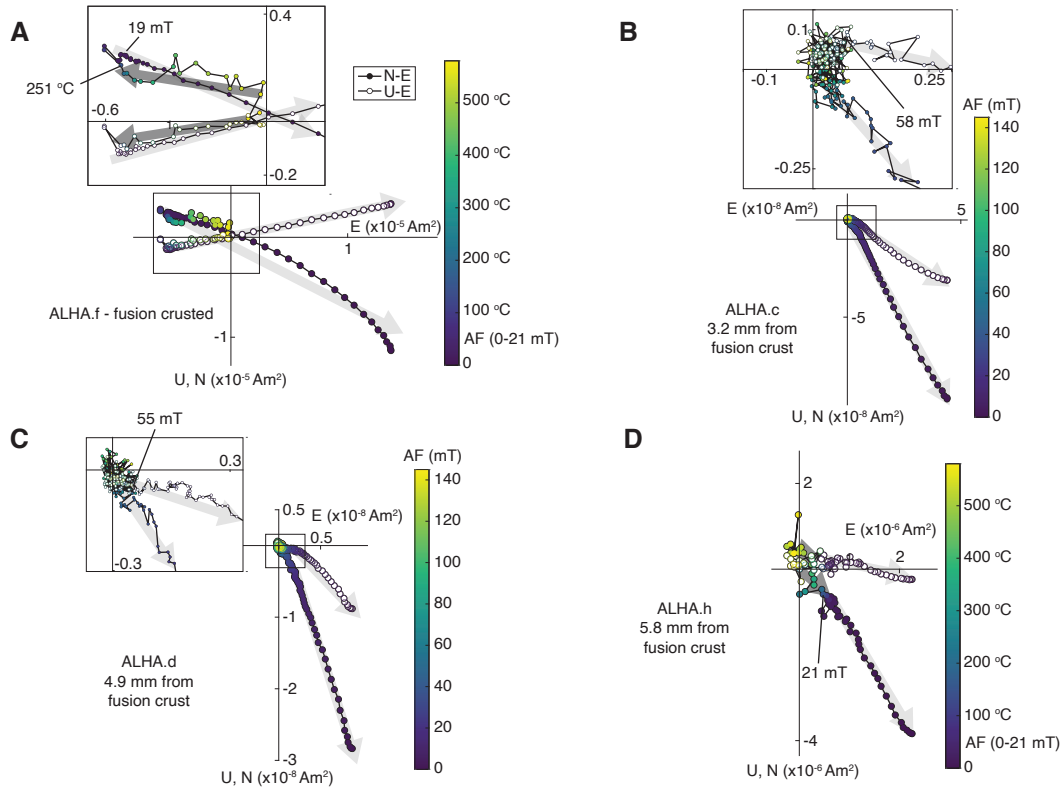 A
0.4
19 mT
251 °C
-0.6
-0.2
N-E
U-E
500 °C
400 °C
300 °C
200 °C
100 °C
AF (0-21 mT)
0
E (x10-5 Am2)
1
-1
ALHA.f - fusion crusted
U, N (x10-5 Am2)
B
0.1
-0.1
0.25
58 mT
-0.25
AF (mT)
140
120
100
80
60
40
20
0
E (x10-8 Am2)
5
-5
ALHA.c
3.2 mm from
fusion crust
U, N (x10-8 Am2)
C
55 mT
0.3
-0.3
AF (mT)
140
120
100
80
60
40
20
0
0.5
E (x10-8 Am2)
0.5
-1
-2
-3
ALHA.d
4.9 mm from
fusion crust
U, N (x10-8 Am2)
D
2
E (x10-6 Am2)
2
21 mT
-4
ALHA.h
5.8 mm from
fusion crust
U, N (x10-6 Am2)
500 °C
400 °C
300 °C
200 °C
100 °C
AF (0-21 mT)
0